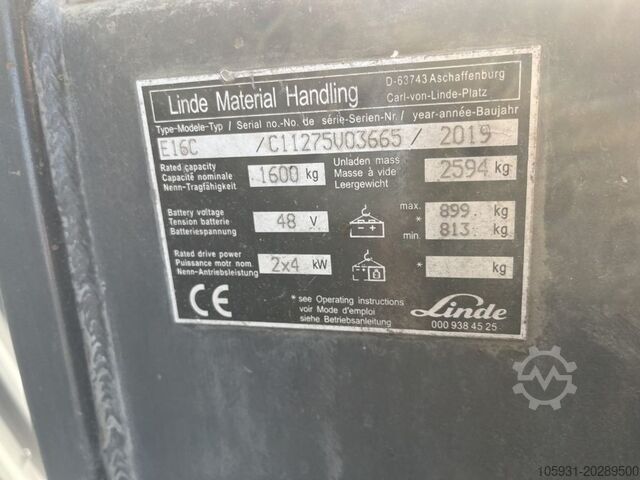 Linde Material Handling
D-63743 Aschaffenburg
Carl-von-Linde-Platz
Type-Modele-Typ / Serial no.-No. de série-Serien-Nr./ year-année-Baujahr
E16C /C11275V03665 / 2019
Rated capacity
Capacité nominale
Nenn-Tragfähigkeit
1600 kg
Unladen mass
Masse à vide
Leergewicht
2594 kg
Battery voltage
Tension batterie
Batteriespannung
48 V
max. 899 kg
*
min. 813 kg
Rated drive power
Puissance motr nom
Nenn-Antriebsleistung
2x4 kW
* kg
CE
* see Operating instructions
voir Mode d'emploi
siehe Betriebsanleitung
Linde
000 938 45 25
105931-20289500